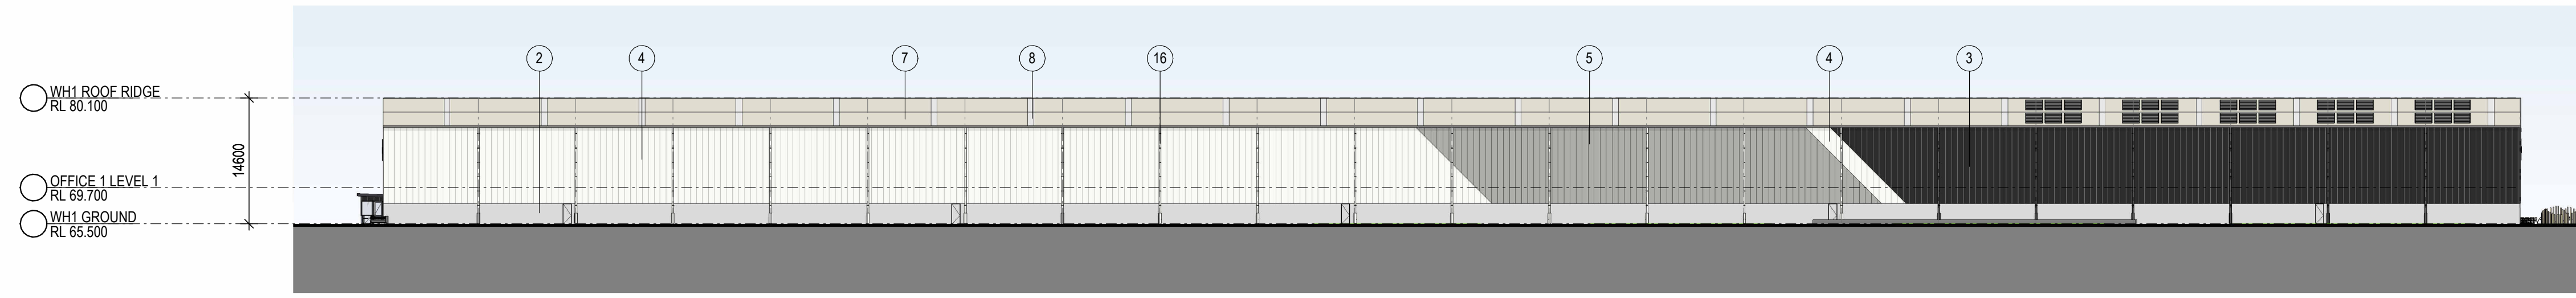 2
4
7
8
16
5
4
3
WH1 ROOF RIDGE
RL 80.100
14600
OFFICE 1 LEVEL 1
RL 69.700
WH1 GROUND
RL 65.500